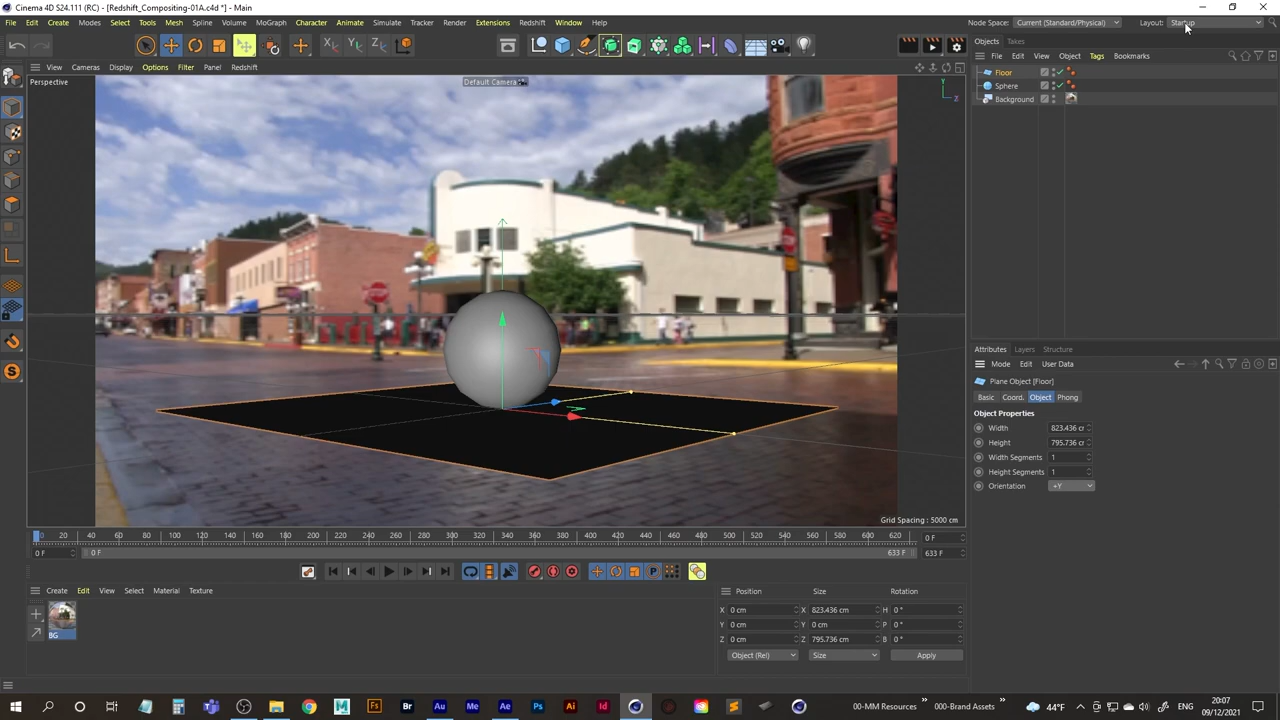 Cinema 4D S24.111 (RC) - [Redshift_Compositing-01A.c4d *] - Main
File Edit Create Modes Select Tools Mesh Spline Volume MoGraph Character Animate Simulate Tracker Render Extensions Redshift Window Help
Node Space: Current (Standard/Physical) Layout: Startup
Objects Takes
File Edit View Object Tags Bookmarks
View Cameras Display Options Filter Panel Redshift
Perspective
Default Camera
Y
Z
Floor
Sphere
Background
Attributes Layers Structure
Mode Edit User Data
Plane Object [Floor]
Basic Coord. Object Phong
Object Properties
Width 823.436 cr
Height 795.736 cr
Width Segments 1
Height Segments 1
Orientation +Y
Grid Spacing : 5000 cm
0 20 40 60 80 100 120 140 160 180 200 220 240 260 280 300 320 340 360 380 400 420 440 460 480 500 520 540 560 580 600 620 0 F
0 F 0 F 633 F 633 F
Create Edit View Select Material Texture
BG
Position Size Rotation
X 0 cm X 823.436 cm H 0 °
Y 0 cm Y 0 cm P 0 °
Z 0 cm Z 795.736 cm B 0 °
Object (Rel) Size Apply
00-MM Resources 000-Brand Assets 44°F 20:07
09/12/2021